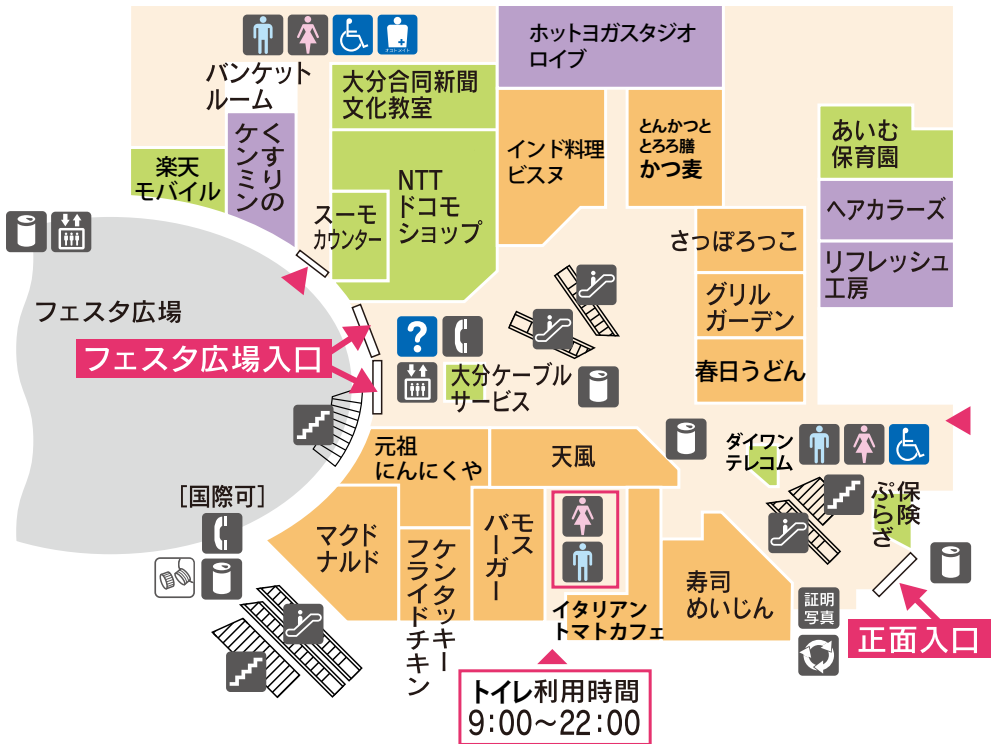 ホットヨガスタジオ
ロイブ
バンケット
ルーム
大分合同新聞
文化教室
くすりの
ケンミン
楽天
モバイル
NTT
ドコモ
ショップ
スーモ
カウンター
インド料理
ビスヌ
とんかつと
とろろ膳
かつ麦
あいむ
保育園
ヘアカラーズ
リフレッシュ
工房
さっぽろっこ
グリル
ガーデン
春日うどん
フェスタ広場
フェスタ広場入口
?
大分ケーブル
サービス
元祖
にんにくや
天風
ダイワン
テレコム
保険
ぷらざ
[国際可]
マクド
ナルド
ケンタッキー
フライドチキン
モス
バーガー
イタリアン
トマトカフェ
寿司
めいじん
証明
写真
正面入口
トイレ利用時間
9:00〜22:00